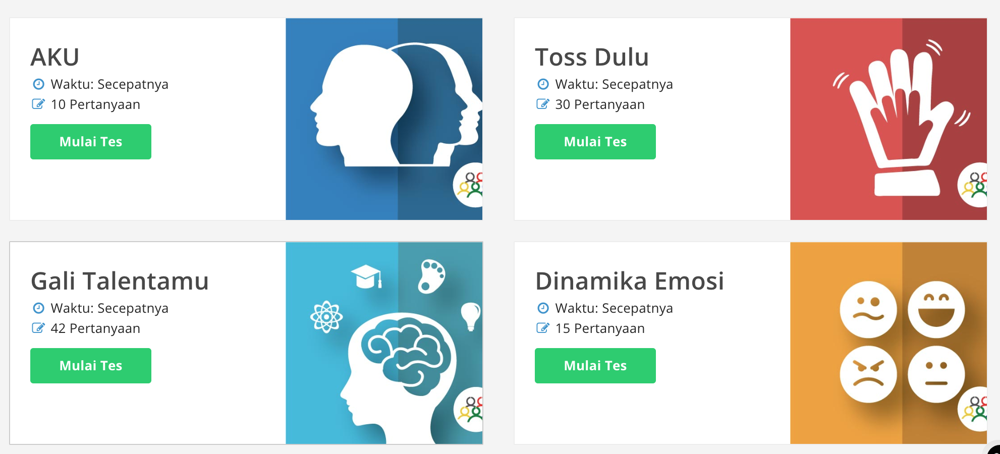 AKU
Waktu: Secepatnya
10 Pertanyaan
Mulai Tes
Toss Dulu
Waktu: Secepatnya
30 Pertanyaan
Mulai Tes
Gali Talentamu
Waktu: Secepatnya
42 Pertanyaan
Mulai Tes
Dinamika Emosi
Waktu: Secepatnya
15 Pertanyaan
Mulai Tes